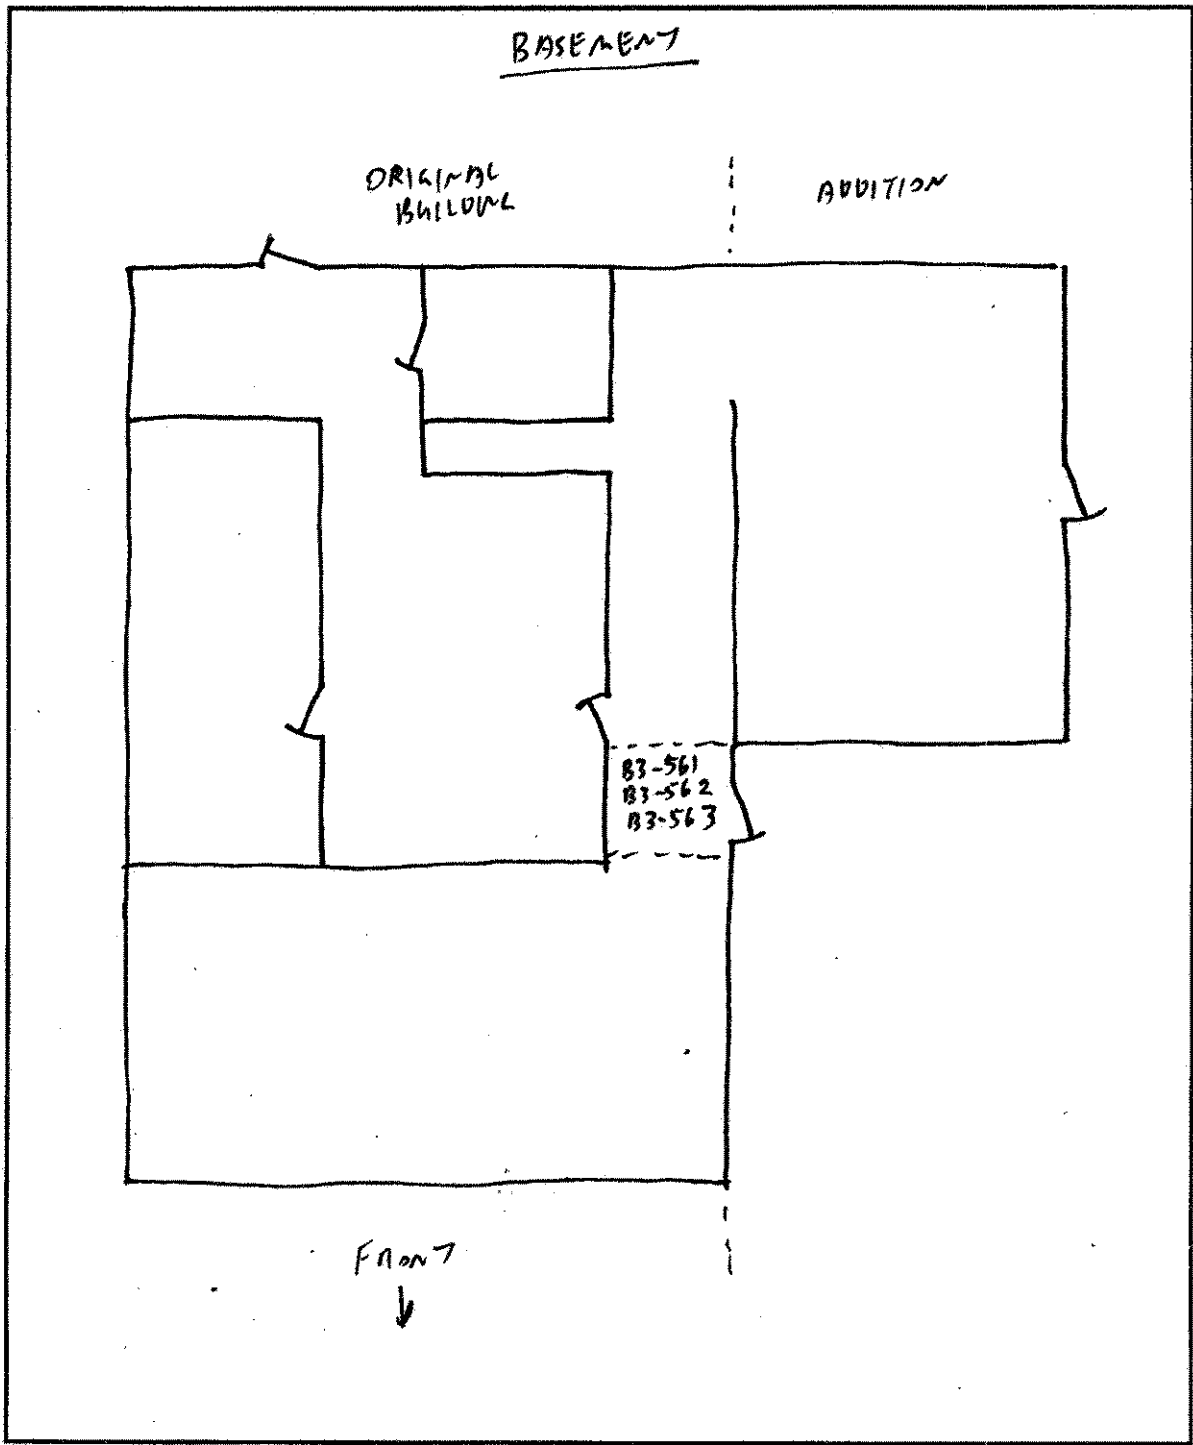 BASEMENT
ORIGINAL
BUILDING
ADDITION
B3-561
B3-562
B3-563
FRONT